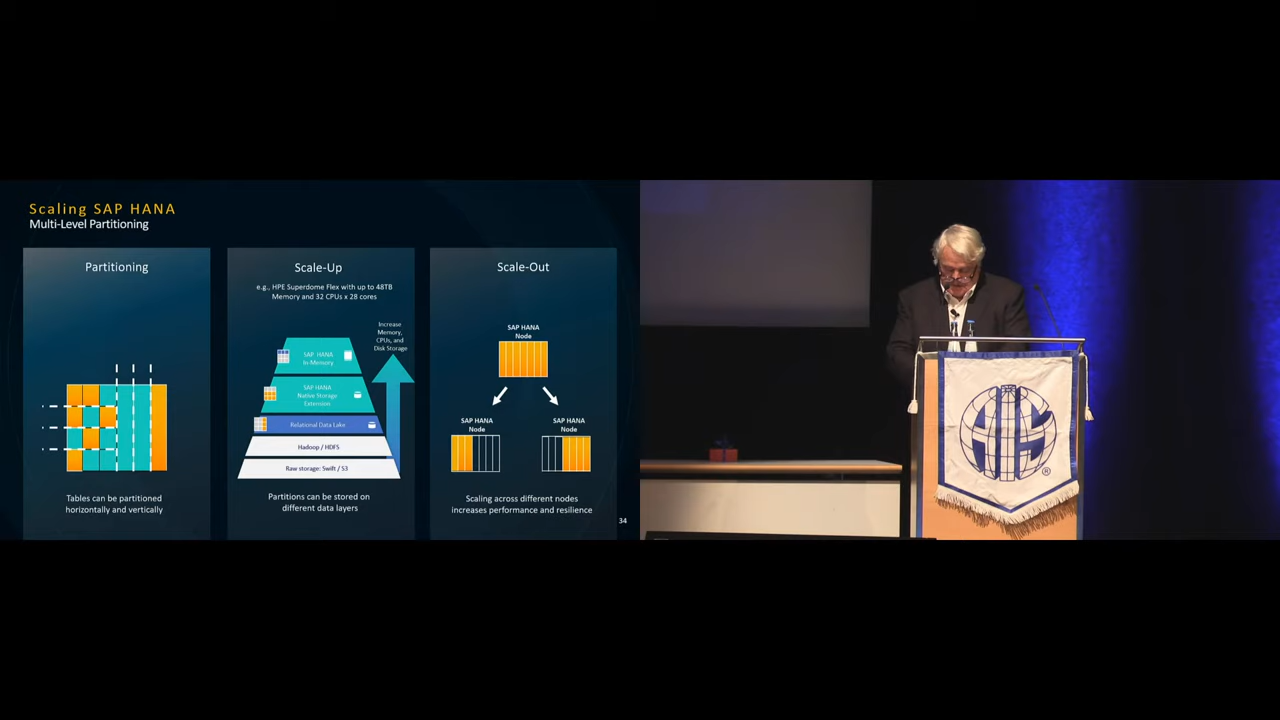 Scaling SAP HANA
Multi-Level Partitioning
Partitioning
Tables can be partitioned
horizontally and vertically
Scale-Up
e.g., HPE Superdome Flex with up to 48TB
Memory and 32 CPUs x 28 cores
Increase
Memory,
CPUs, and
Disk Storage
SAP HANA
In-Memory
SAP HANA
Native Storage
Extension
Relational Data Lake
Hadoop / HDFS
Raw storage: Swift / S3
Partitions can be stored on
different data layers
Scale-Out
SAP HANA
Node
SAP HANA
Node
SAP HANA
Node
Scaling across different nodes
increases performance and resilience
34
®